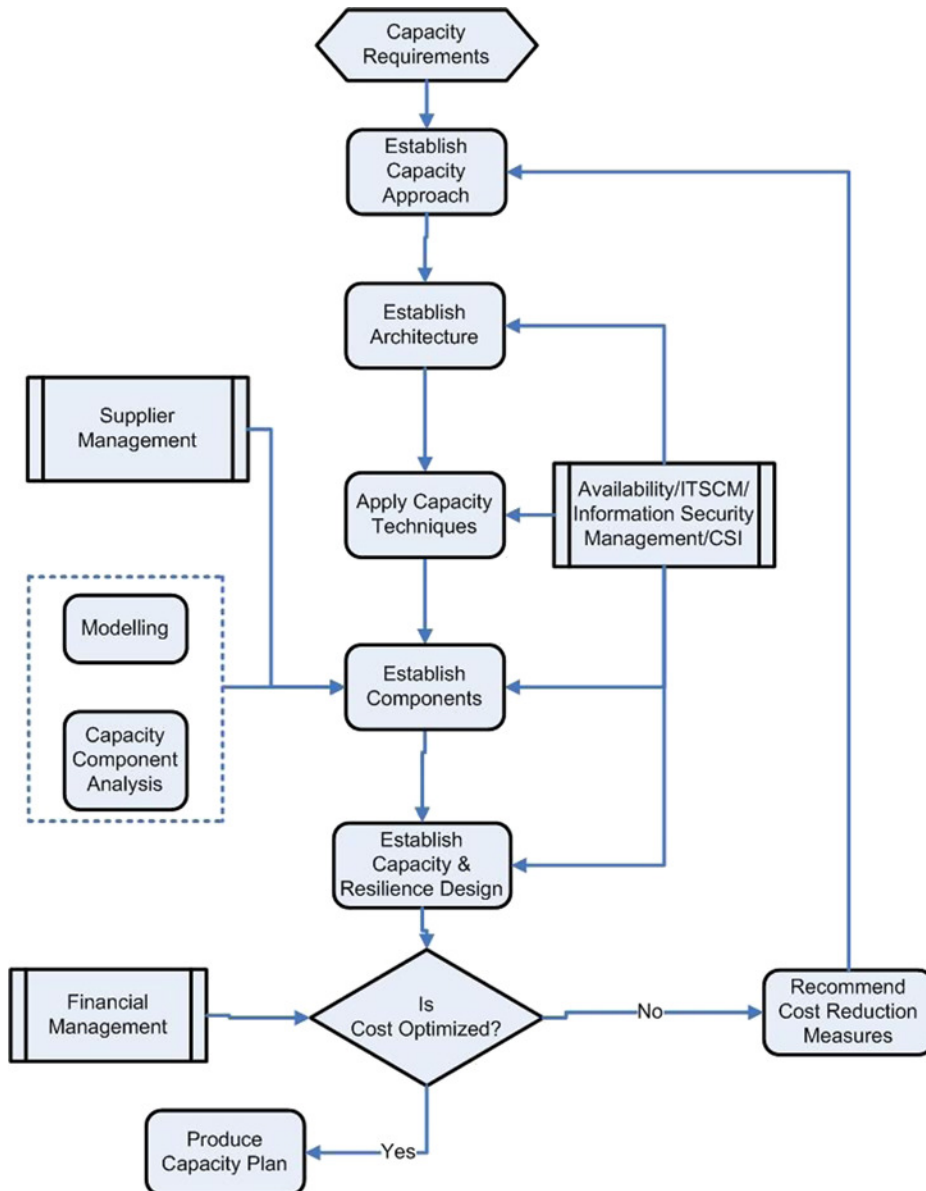 Capacity
Requirements
Establish
Capacity
Approach
Establish
Architecture
Supplier
Management
Apply Capacity
Techniques
Availability/ITSCM/
Information Security
Management/CSI
Modelling
Establish
Components
Capacity
Component
Analysis
Establish
Capacity &
Resilience Design
Financial
Management
Is
Cost Optimized?
No
Recommend
Cost Reduction
Measures
Yes
Produce
Capacity Plan